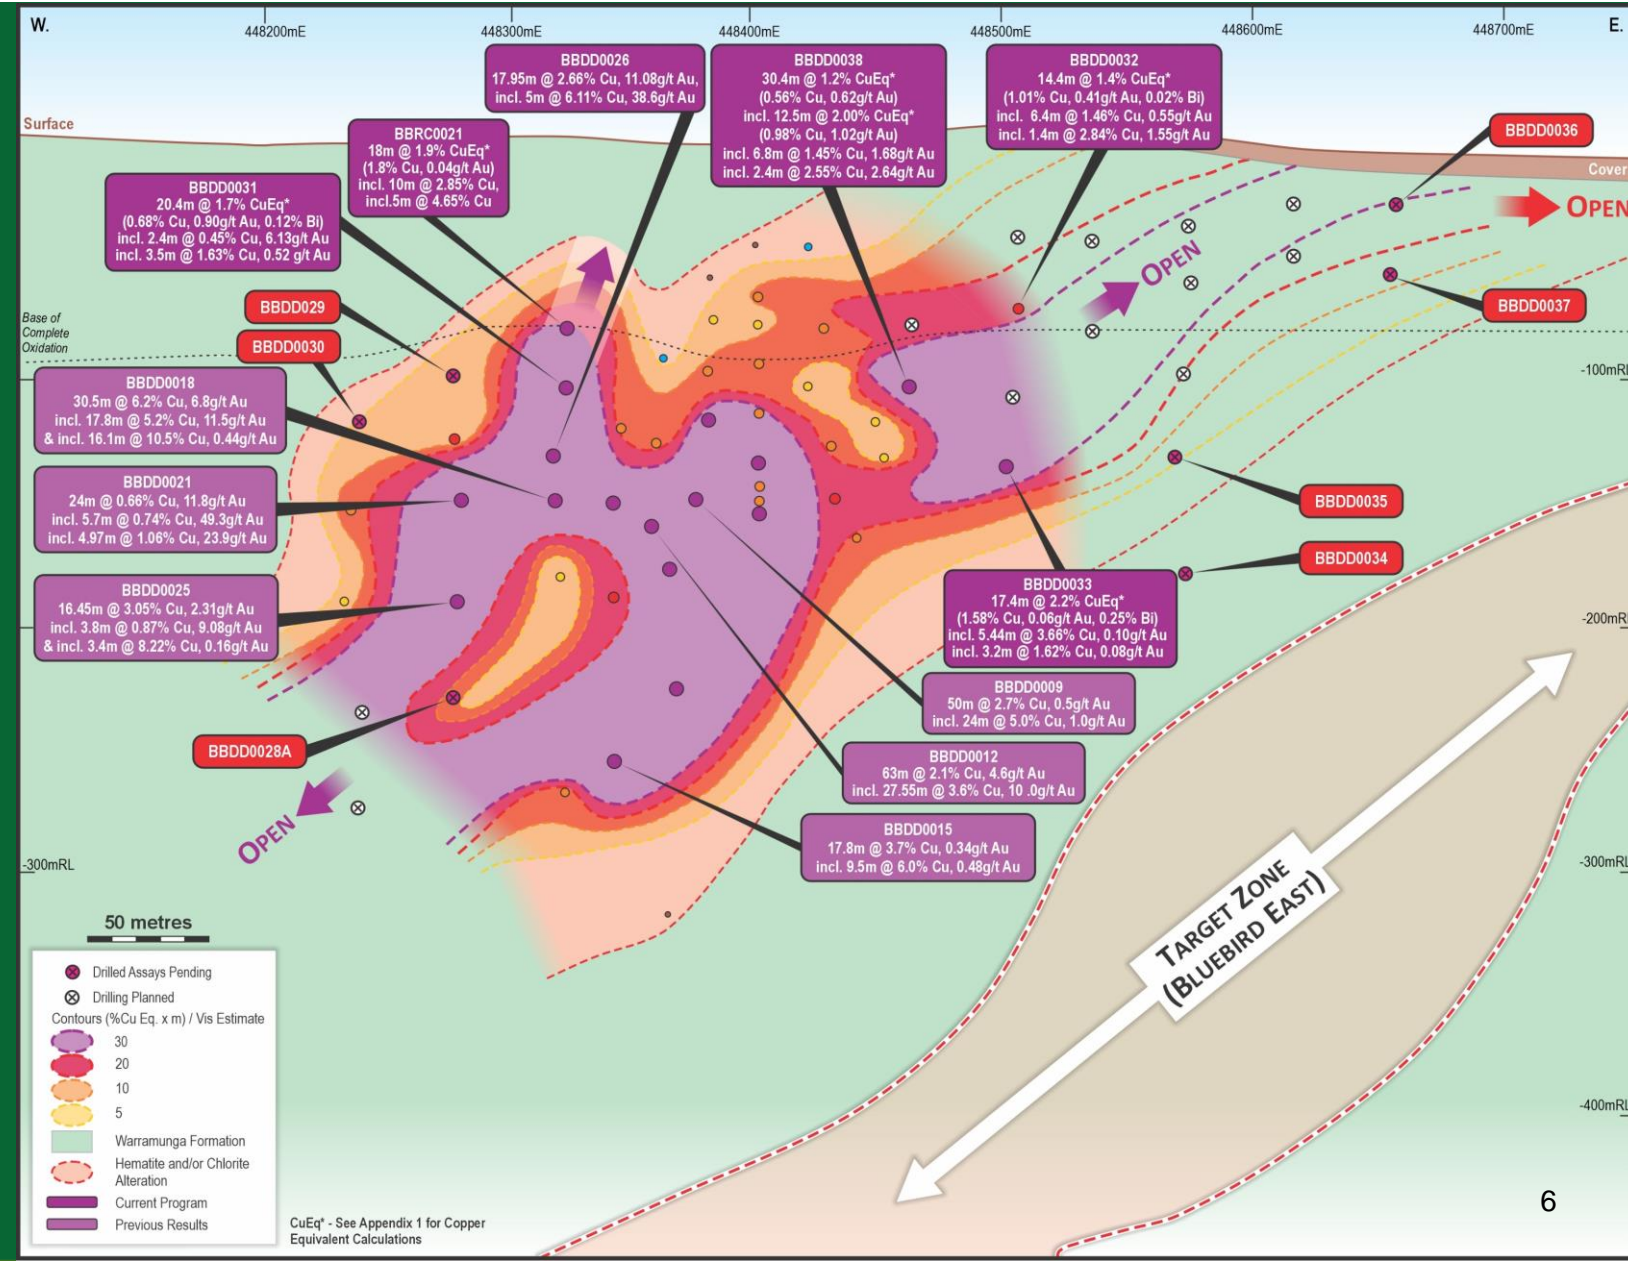 W.
448200mE
448300mE
448400mE
448500mE
448600mE
448700mE
E.
Surface
BBDD0026
17.95m @ 2.66% Cu, 11.08g/t Au,
incl. 5m @ 6.11% Cu, 38.6g/t Au
BBDD0038
30.4m @ 1.2% CuEq*
(0.56% Cu, 0.62g/t Au)
incl. 12.5m @ 2.00% CuEq*
(0.98% Cu, 1.02g/t Au)
incl. 6.8m @ 1.45% Cu, 1.68g/t Au
incl. 2.4m @ 2.55% Cu, 2.64g/t Au
BBDD0032
14.4m @ 1.4% CuEq*
(1.01% Cu, 0.41g/t Au, 0.02% Bi)
incl. 6.4m @ 1.46% Cu, 0.55g/t Au
incl. 1.4m @ 2.84% Cu, 1.55g/t Au
BBDD0036
Cover
BBRC0021
18m @ 1.9% CuEq*
(1.8% Cu, 0.04g/t Au)
incl. 10m @ 2.85% Cu,
incl.5m @ 4.65% Cu
BBDD0031
20.4m @ 1.7% CuEq*
(0.68% Cu, 0.90g/t Au, 0.12% Bi)
incl. 2.4m @ 0.45% Cu, 6.13g/t Au
incl. 3.5m @ 1.63% Cu, 0.52 g/t Au
OPEN
OPEN
BBDD029
BBDD0037
Base of
Complete
Oxidation
BBDD0030
-100mRL
BBDD0018
30.5m @ 6.2% Cu, 6.8g/t Au
incl. 17.8m @ 5.2% Cu, 11.5g/t Au
& incl. 16.1m @ 10.5% Cu, 0.44g/t Au
BBDD0021
24m @ 0.66% Cu, 11.8g/t Au
incl. 5.7m @ 0.74% Cu, 49.3g/t Au
incl. 4.97m @ 1.06% Cu, 23.9g/t Au
BBDD0035
BBDD0034
BBDD0025
16.45m @ 3.05% Cu, 2.31g/t Au
incl. 3.8m @ 0.87% Cu, 9.08g/t Au
& incl. 3.4m @ 8.22% Cu, 0.16g/t Au
BBDD0033
17.4m @ 2.2% CuEq*
(1.58% Cu, 0.06g/t Au, 0.25% Bi)
incl. 5.44m @ 3.66% Cu, 0.10g/t Au
incl. 3.2m @ 1.62% Cu, 0.08g/t Au
-200mRL
BBDD0009
50m @ 2.7% Cu, 0.5g/t Au
incl. 24m @ 5.0% Cu, 1.0g/t Au
BBDD0028A
BBDD0012
63m @ 2.1% Cu, 4.6g/t Au
incl. 27.55m @ 3.6% Cu, 10 .0g/t Au
OPEN
BBDD0015
17.8m @ 3.7% Cu, 0.34g/t Au
incl. 9.5m @ 6.0% Cu, 0.48g/t Au
-300mRL
-300mRL
TARGET ZONE
(BLUEBIRD EAST)
50 metres
Drilled Assays Pending
Drilling Planned
Contours (%Cu Eq. x m) / Vis Estimate
30
20
10
5
Warramunga Formation
Hematite and/or Chlorite
Alteration
Current Program
Previous Results
-400mRL
CuEq* - See Appendix 1 for Copper
Equivalent Calculations
6